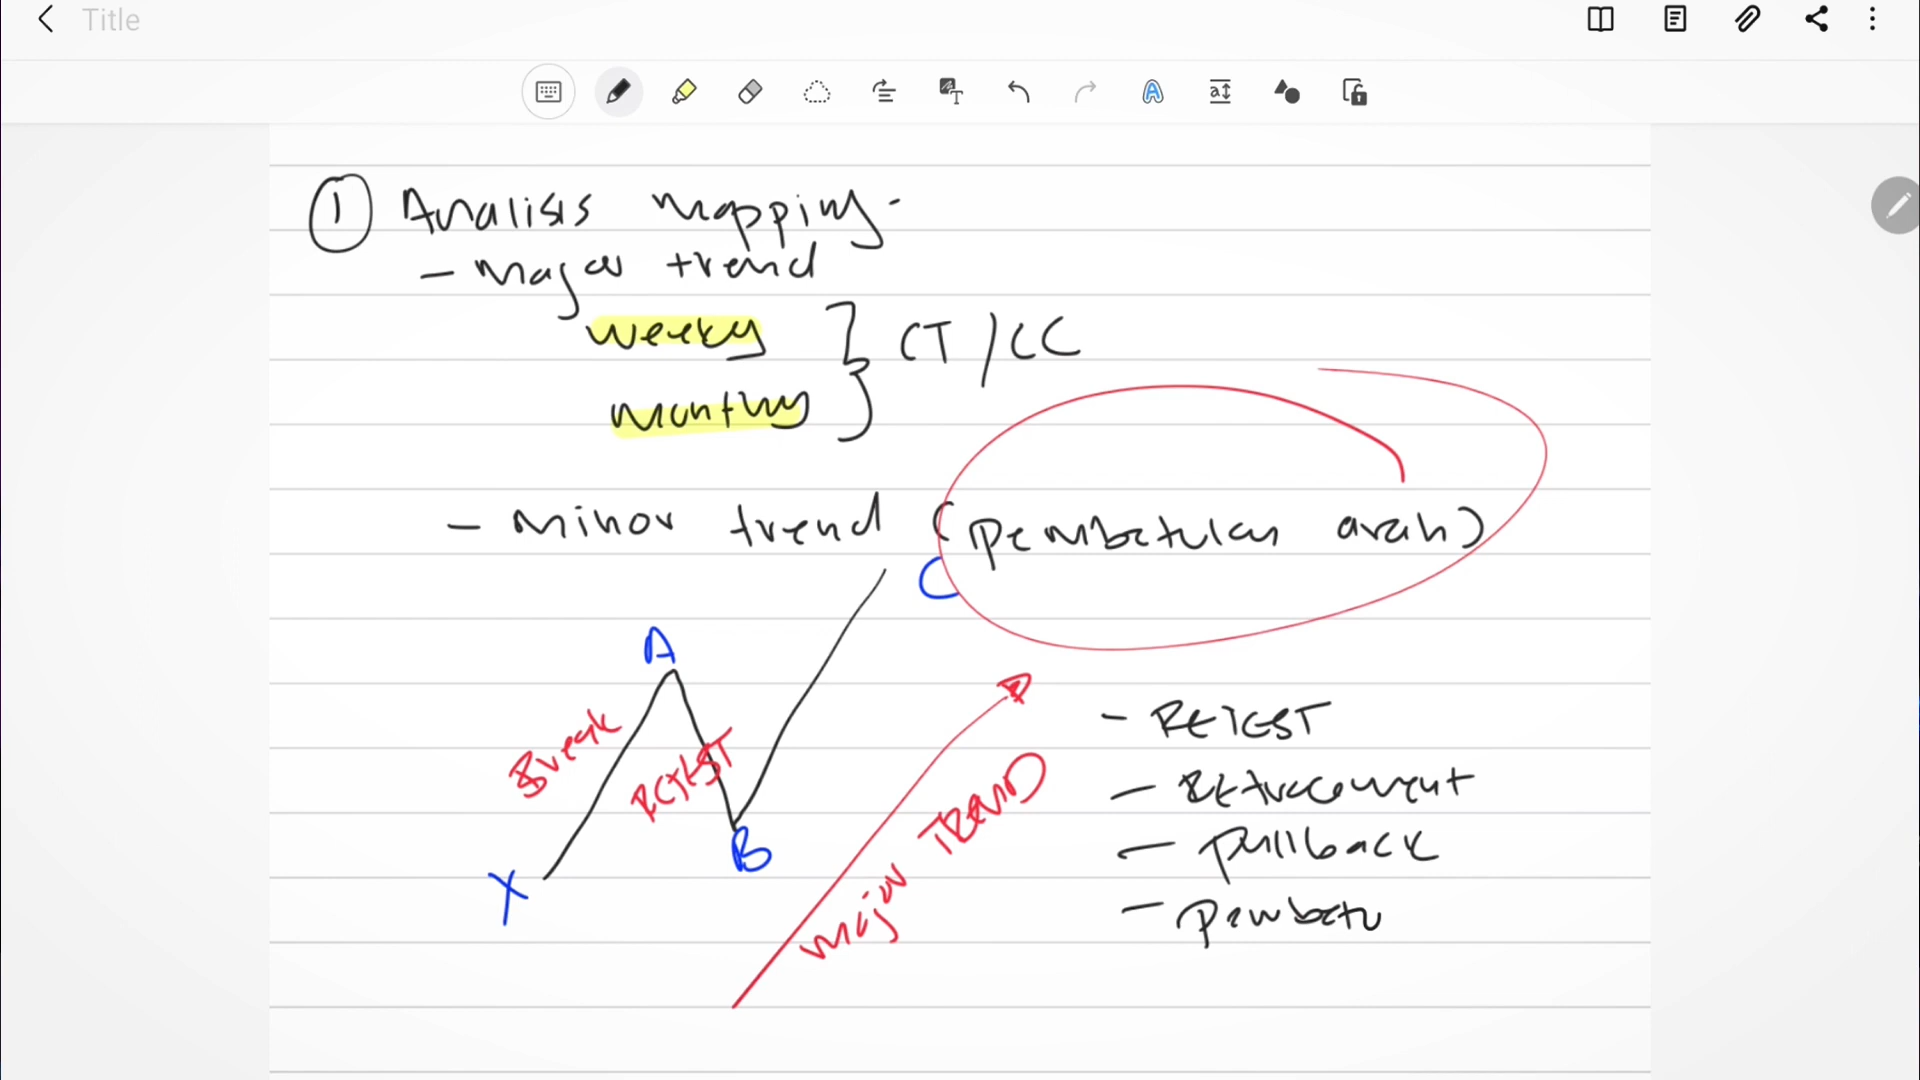 Title
① Analisis mapping.
- Major trend
weekly } CT / CC
monthly
- Minor trend (pembetulan arah)
C
A
Break
RETEST
X
B
major TREND
- RETEST
- REtracement
- pullback
- pembetu